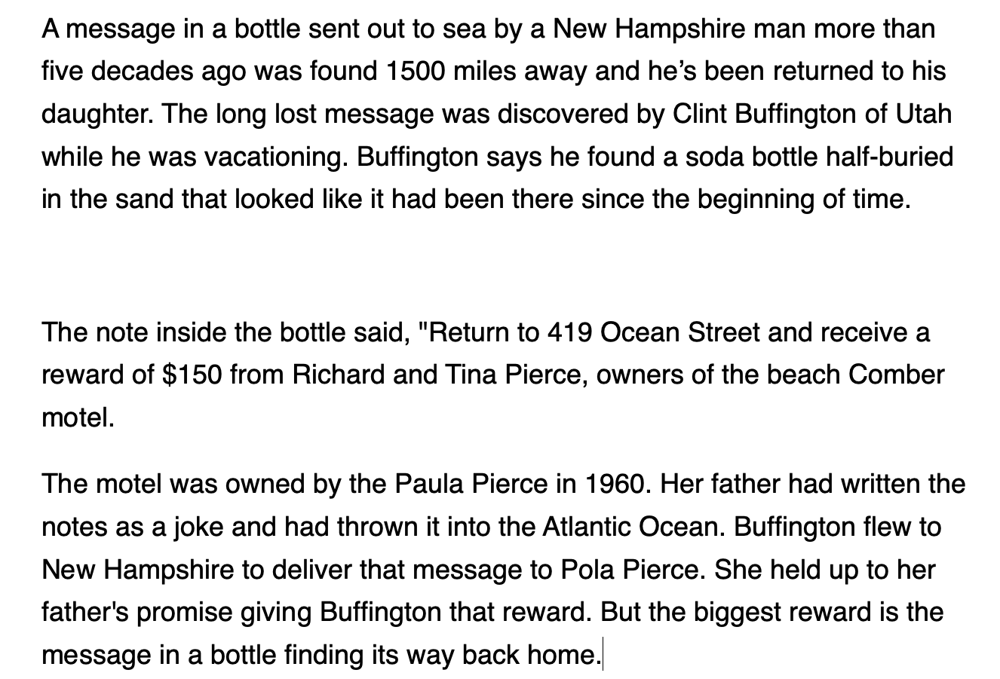 A message in a bottle sent out to sea by a New Hampshire man more than
five decades ago was found 1500 miles away and he’s been returned to his
daughter. The long lost message was discovered by Clint Buffington of Utah
while he was vacationing. Buffington says he found a soda bottle half-buried
in the sand that looked like it had been there since the beginning of time.
The note inside the bottle said, "Return to 419 Ocean Street and receive a
reward of $150 from Richard and Tina Pierce, owners of the beach Comber
motel.
The motel was owned by the Paula Pierce in 1960. Her father had written the
notes as a joke and had thrown it into the Atlantic Ocean. Buffington flew to
New Hampshire to deliver that message to Pola Pierce. She held up to her
father's promise giving Buffington that reward. But the biggest reward is the
message in a bottle finding its way back home.